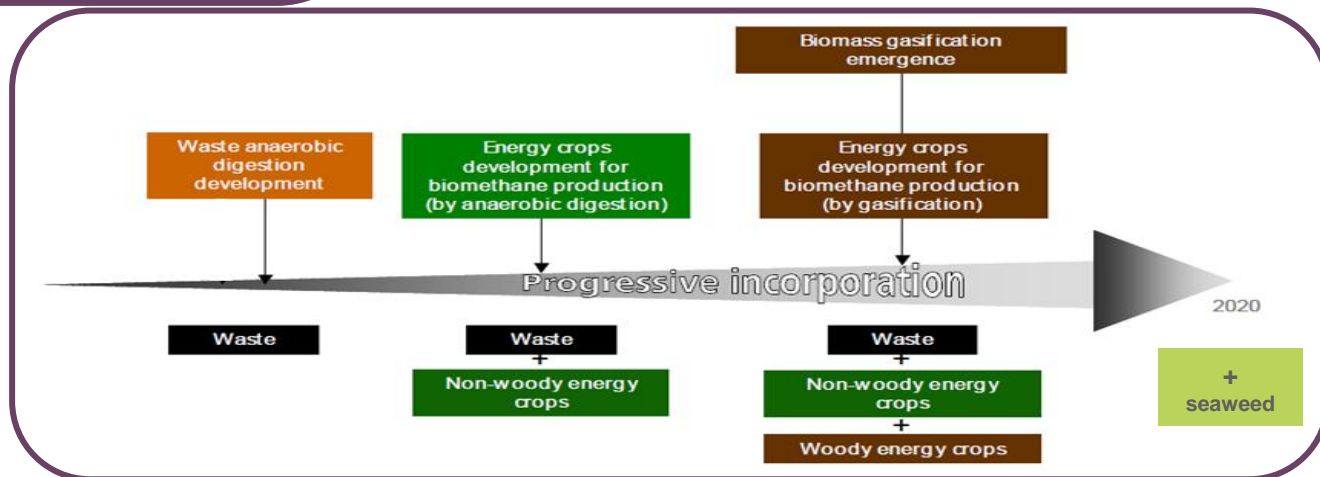 Biomass gasification
emergence
Waste anaerobic
digestion
development
Energy crops
development for
biomethane production
(by anaerobic digestion)
Energy crops
development for
biomethane production
(by gasification)
Progressive incorporation
2020
Waste
Waste
+
Non-woody energy
crops
Waste
+
Non-woody energy
crops
+
Woody energy crops
+
seaweed